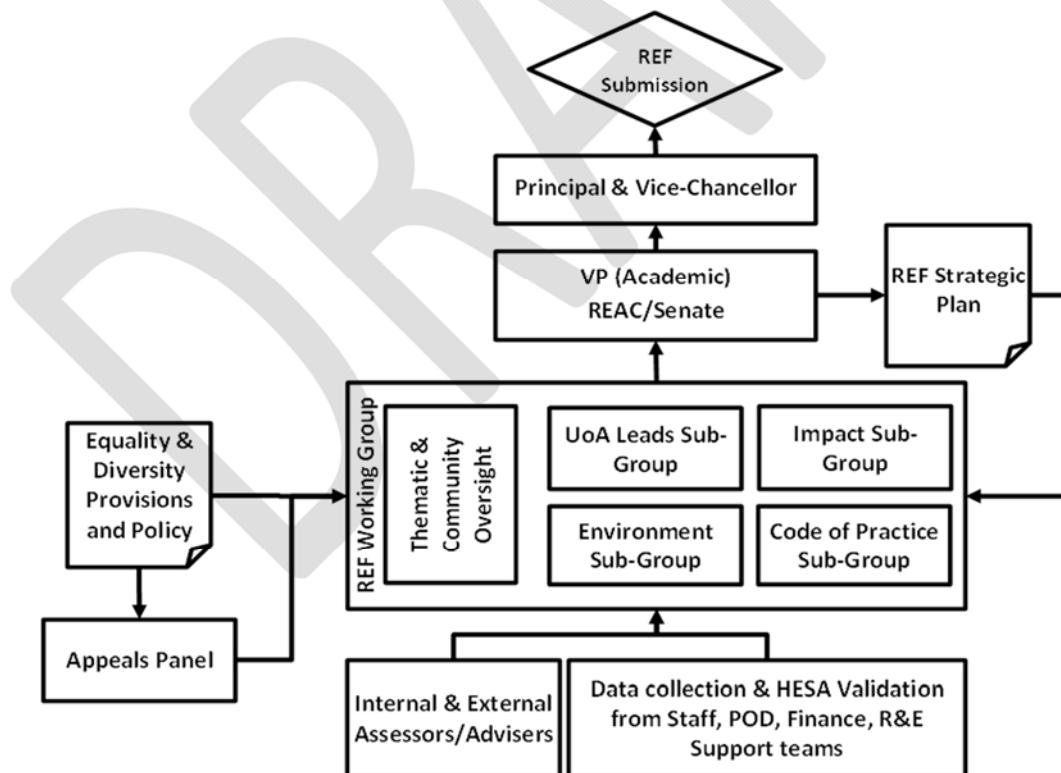 REF
Submission
Principal & Vice-Chancellor
VP (Academic)
REAC/Senate
REF Strategic
Plan
Equality &
Diversity
Provisions
and Policy
Appeals Panel
REF Working Group
Thematic &
Community
Oversight
UoA Leads Sub-
Group
Impact Sub-
Group
Environment
Sub-Group
Code of Practice
Sub-Group
Internal & External
Assessors/Advisers
Data collection & HESA Validation
from Staff, POD, Finance, R&E
Support teams
DRA